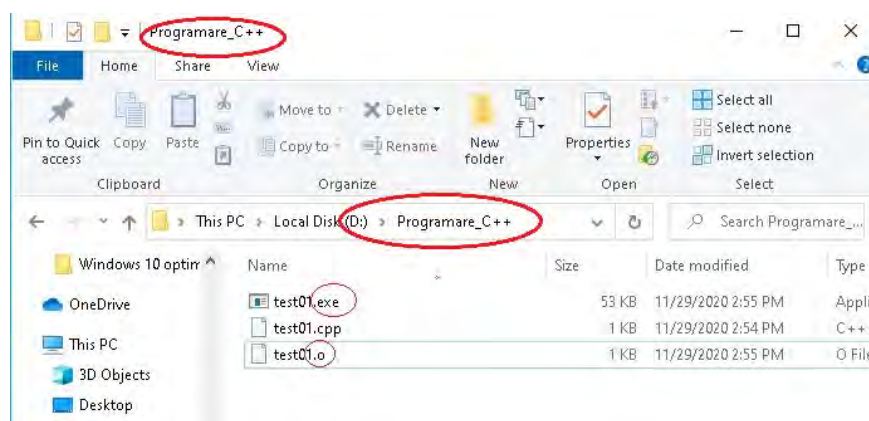 Programare_C++
File Home Share View
Pin to Quick access
Copy
Paste
Move to
Copy to
Delete
Rename
New folder
Properties
Select all
Select none
Invert selection
Clipboard Organize New Open Select
This PC > Local Disk (D:) > Programare_C++
Search Programare_...
Windows 10 optim
OneDrive
This PC
3D Objects
Desktop
Name Size Date modified Type
test01.exe 53 KB 11/29/2020 2:55 PM Appli
test01.cpp 1 KB 11/29/2020 2:54 PM C++
test01.o 1 KB 11/29/2020 2:55 PM O File